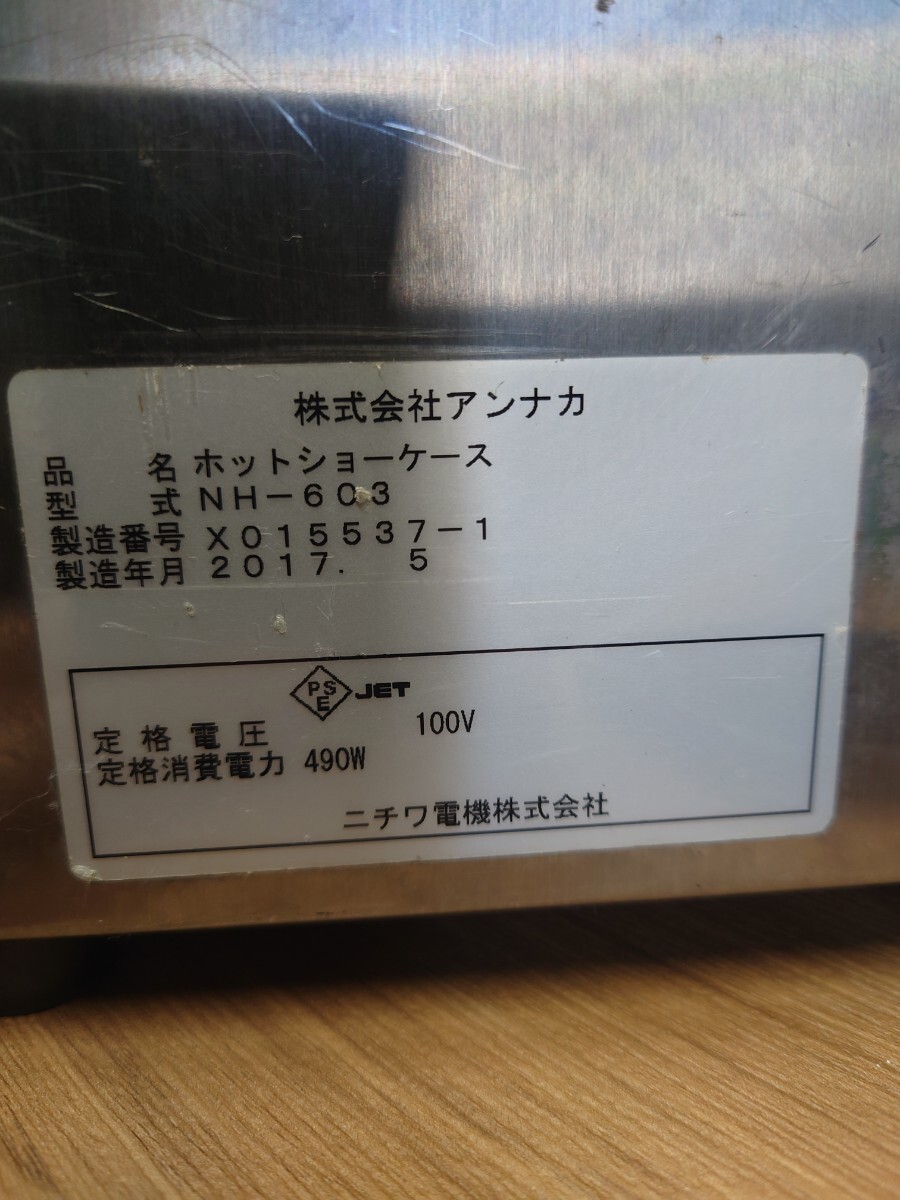 株式会社アンナカ
品名 ホットショーケース
型式 NH-603
製造番号 X015537-1
製造年月 2017. 5
PSE JET
定格電圧 100V
定格消費電力 490W
ニチワ電機株式会社